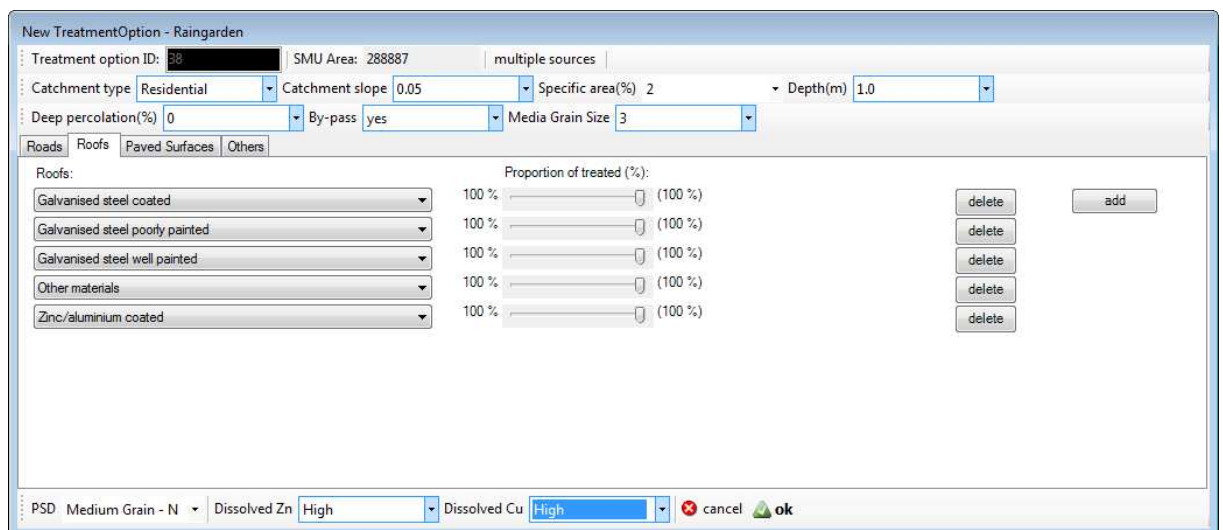 New TreatmentOption - Raingarden
Treatment option ID: 38 SMU Area: 288887 multiple sources
Catchment type Residential Catchment slope 0.05 Specific area(%) 2 Depth(m) 1.0
Deep percolation(%) 0 By-pass yes Media Grain Size 3
Roads Roofs Paved Surfaces Others
Roofs: Proportion of treated (%):
Galvanised steel coated 100 % (100 %) delete add
Galvanised steel poorly painted 100 % (100 %) delete
Galvanised steel well painted 100 % (100 %) delete
Other materials 100 % (100 %) delete
Zinc/aluminium coated 100 % (100 %) delete
PSD Medium Grain - N Dissolved Zn High Dissolved Cu High cancel ok